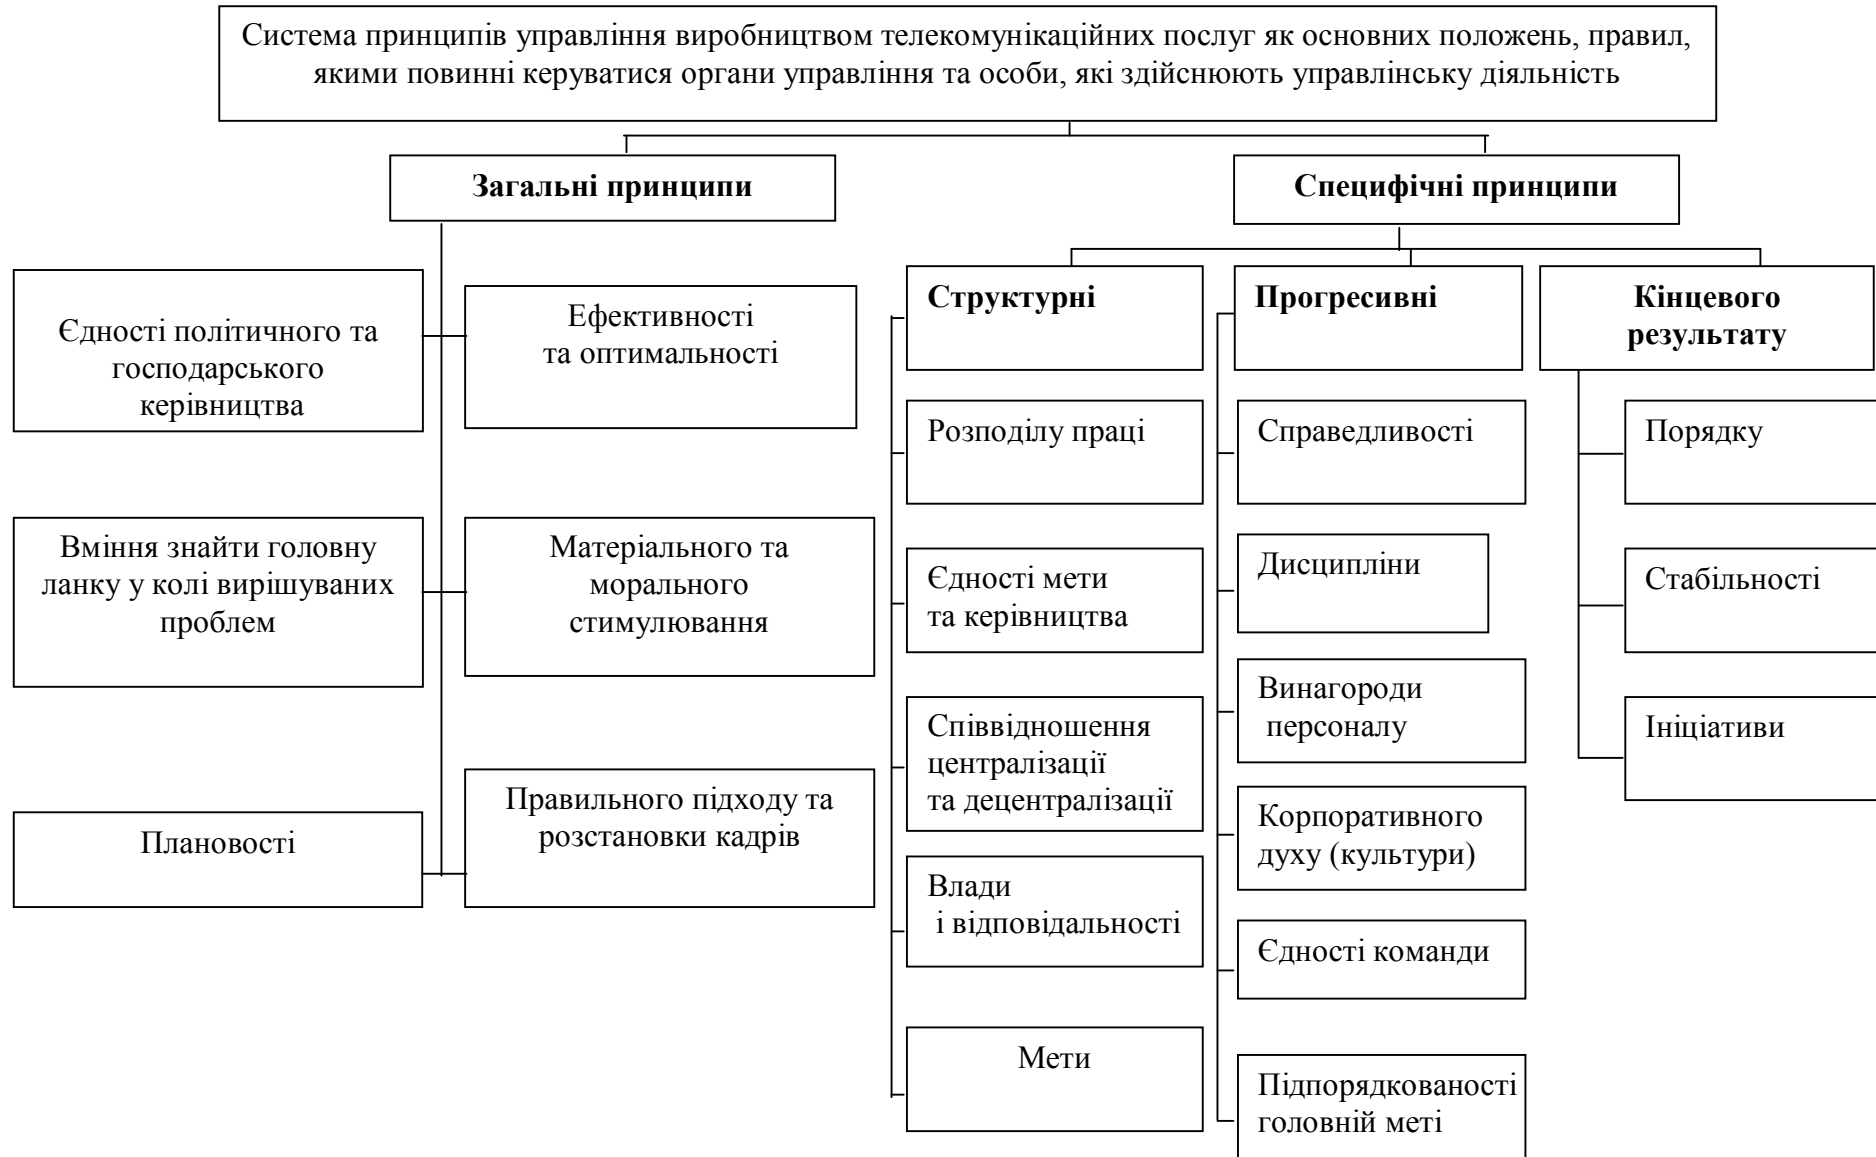 Система принципів управління виробництвом телекомунікаційних послуг як основних положень, правил,
якими повинні керуватися органи управління та особи, які здійснюють управлінську діяльність
Загальні принципи
Єдності політичного та
господарського
керівництва
Ефективності
та оптимальності
Вміння знайти головну
ланку у колі вирішуваних
проблем
Матеріального та
морального
стимулювання
Плановості
Правильного підходу та
розстановки кадрів
Специфічні принципи
Структурні
Розподілу праці
Єдності мети
та керівництва
Співвідношення
централізації
та децентралізації
Влади
і відповідальності
Мети
Прогресивні
Справедливості
Дисципліни
Винагороди
персоналу
Корпоративного
духу (культури)
Єдності команди
Підпорядкованості
головній меті
Кінцевого
результату
Порядку
Стабільності
Ініціативи